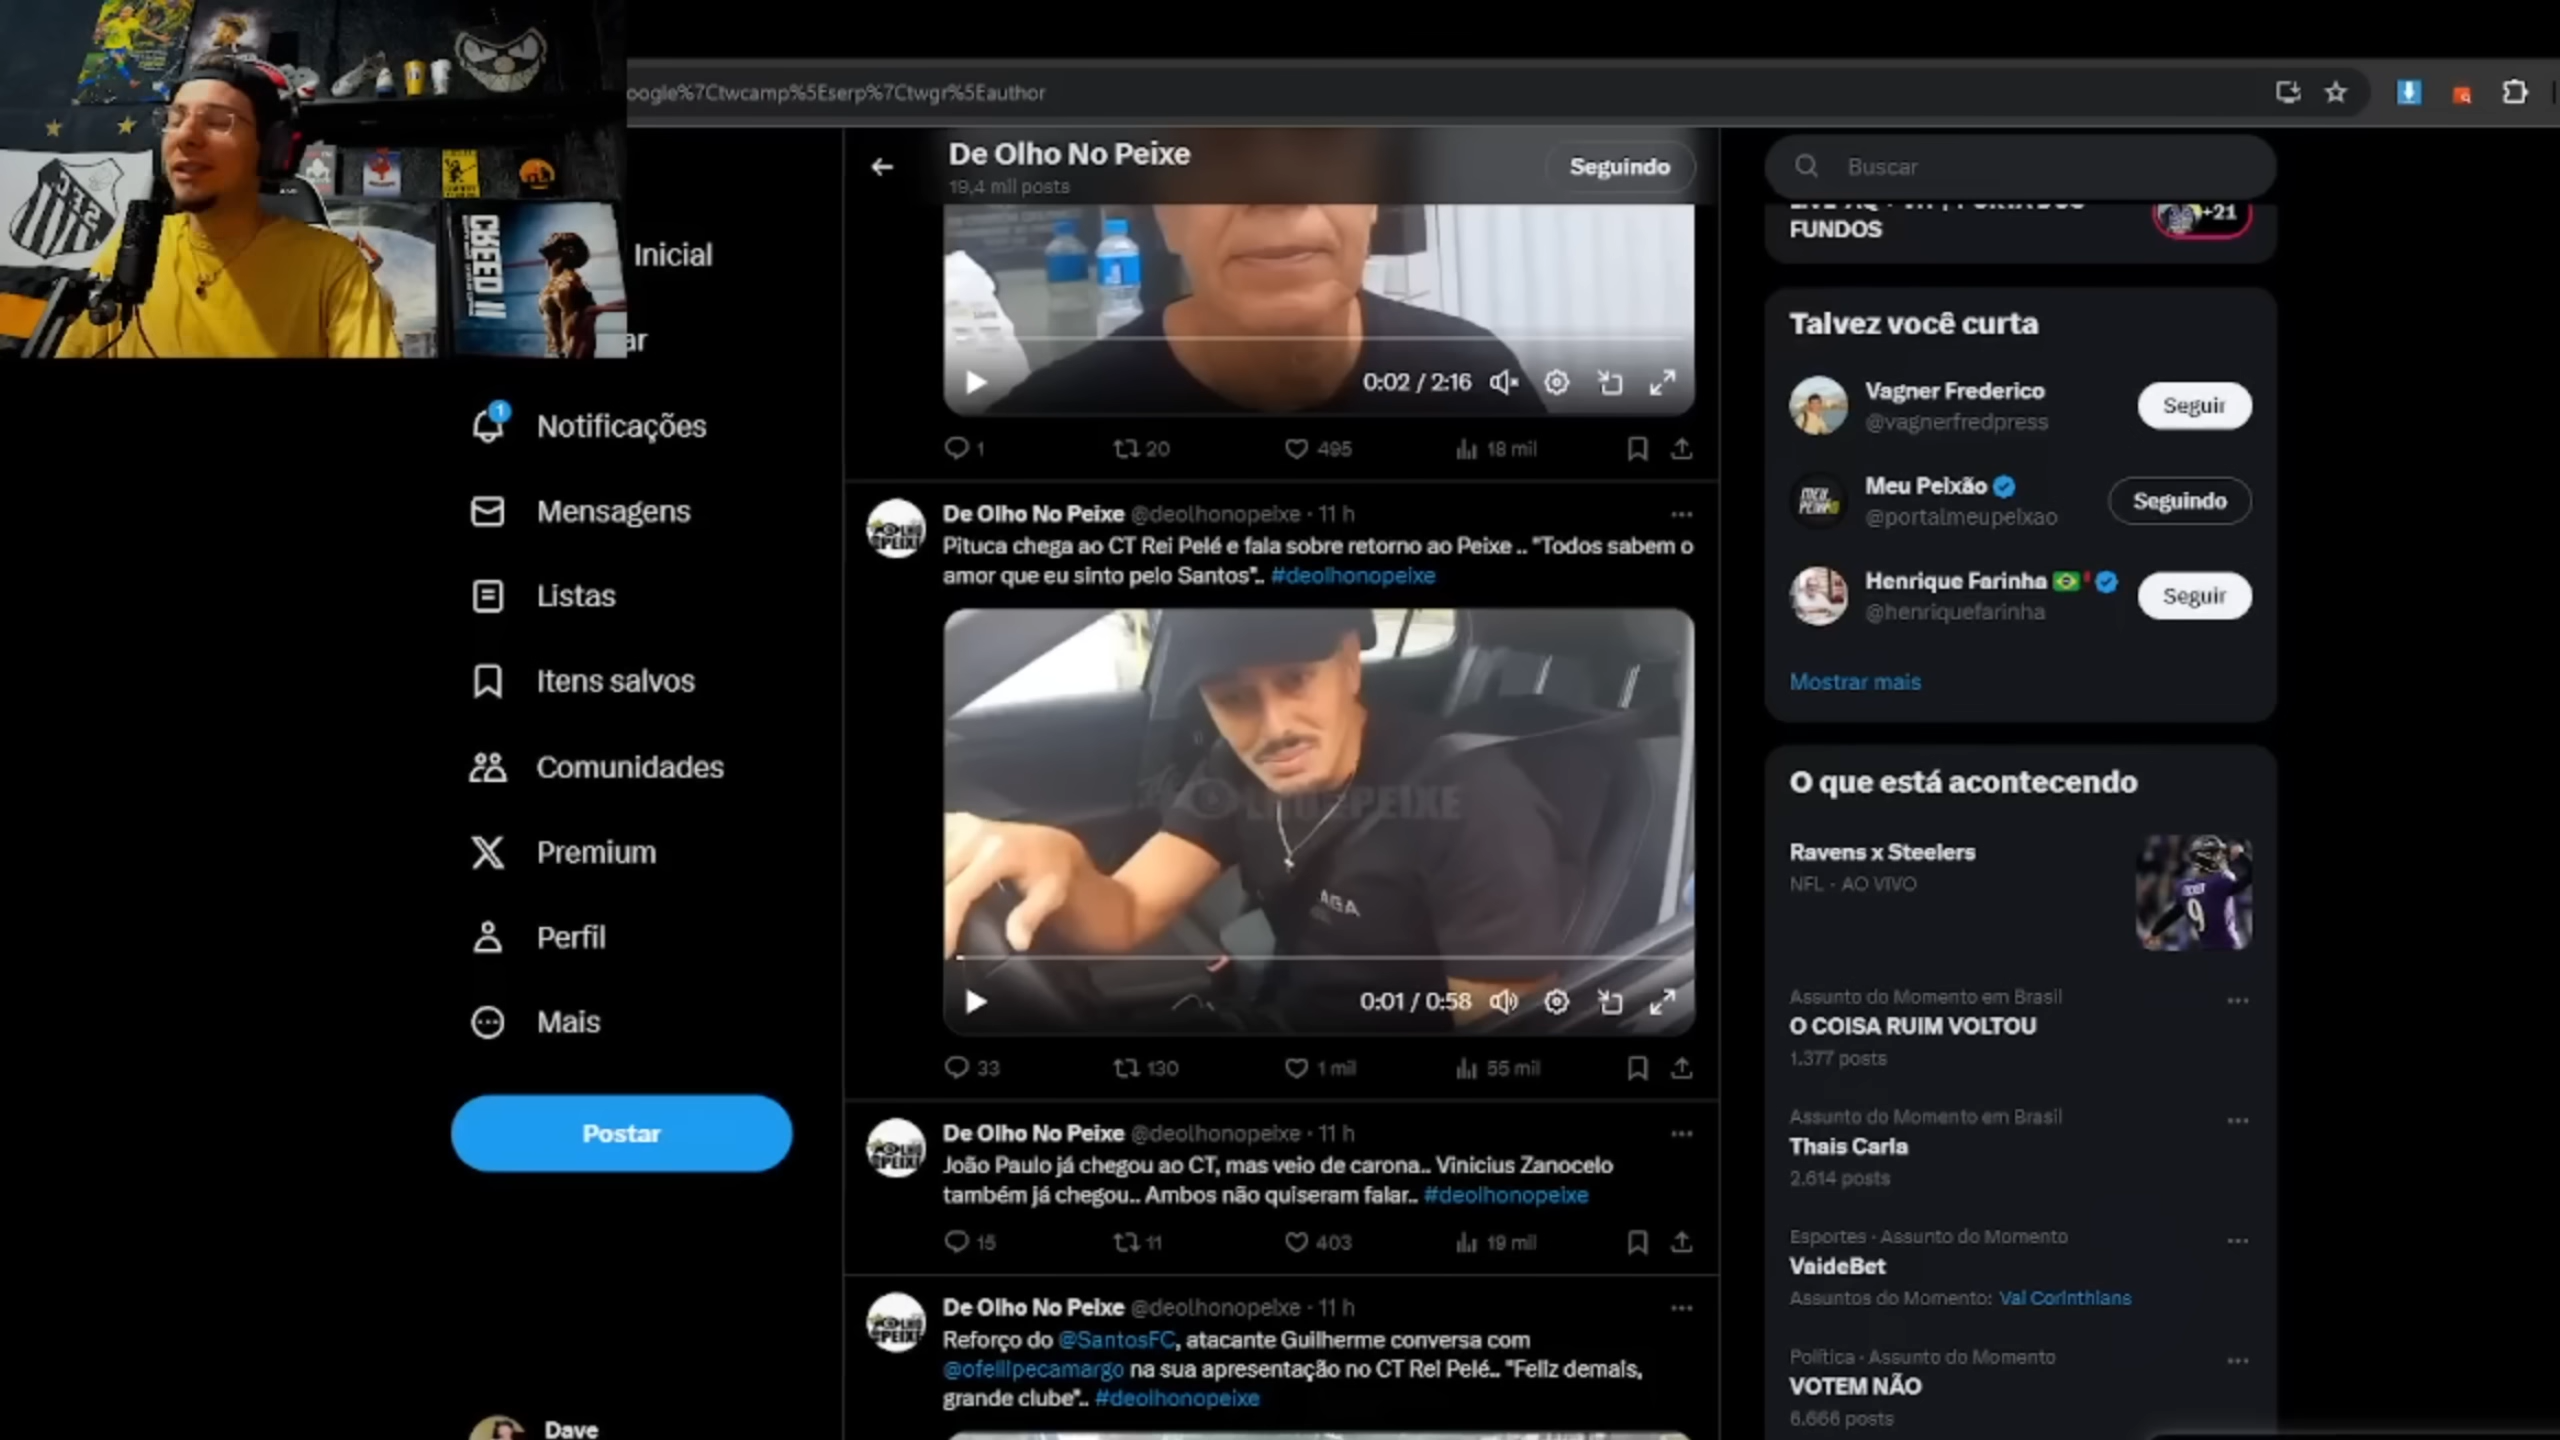 oogle%7Ctwcamp%5Eserp%7Ctwgr%5Eauthor
CREED II
Inicial
ar
1
Notificações
Mensagens
Listas
Itens salvos
Comunidades
Premium
Perfil
Mais
Postar
Dave
De Olho No Peixe
19,4 mil posts
Seguindo
0:02 / 2:16
1
20
495
18 mil
De Olho No Peixe @deolhonopeixe · 11 h
Pituca chega ao CT Rei Pelé e fala sobre retorno ao Peixe .. "Todos sabem o
amor que eu sinto pelo Santos".. #deolhonopeixe
0:01 / 0:58
33
130
1 mil
55 mil
De Olho No Peixe @deolhonopeixe · 11 h
João Paulo já chegou ao CT, mas veio de carona.. Vinicius Zanocelo
também já chegou.. Ambos não quiseram falar.. #deolhonopeixe
15
11
403
19 mil
De Olho No Peixe @deolhonopeixe · 11 h
Reforço do @SantosFC, atacante Guilherme conversa com
@ofellipecamargo na sua apresentação no CT Rei Pelé.. "Feliz demais,
grande clube".. #deolhonopeixe
Buscar
FUNDOS
+21
Talvez você curta
Vagner Frederico
@vagnerfredpress
Seguir
Meu Peixão
@portalmeupeixao
Seguindo
Henrique Farinha
@henriquefarinha
Seguir
Mostrar mais
O que está acontecendo
Ravens x Steelers
NFL · AO VIVO
Assunto do Momento em Brasil
O COISA RUIM VOLTOU
1.377 posts
Assunto do Momento em Brasil
Thais Carla
2.614 posts
Esportes · Assunto do Momento
VaideBet
Assuntos do Momento: Vai Corinthians
Política · Assunto do Momento
VOTEM NÃO
6.666 posts